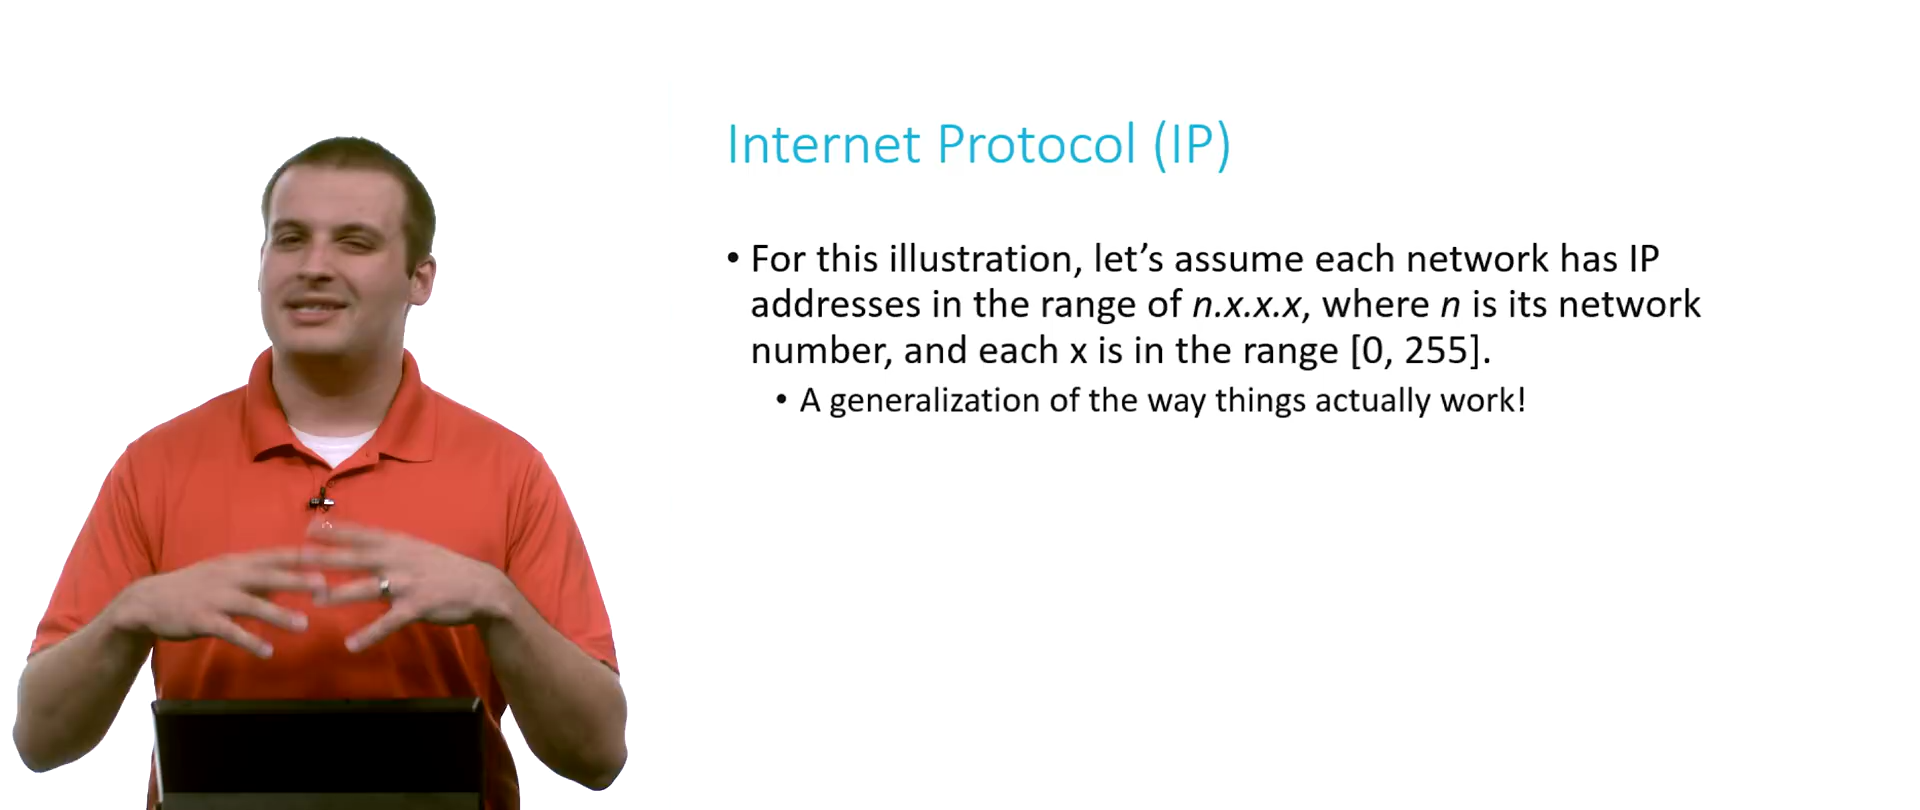 Internet Protocol (IP)
• For this illustration, let’s assume each network has IP
addresses in the range of n.x.x.x, where n is its network
number, and each x is in the range [0, 255].
• A generalization of the way things actually work!